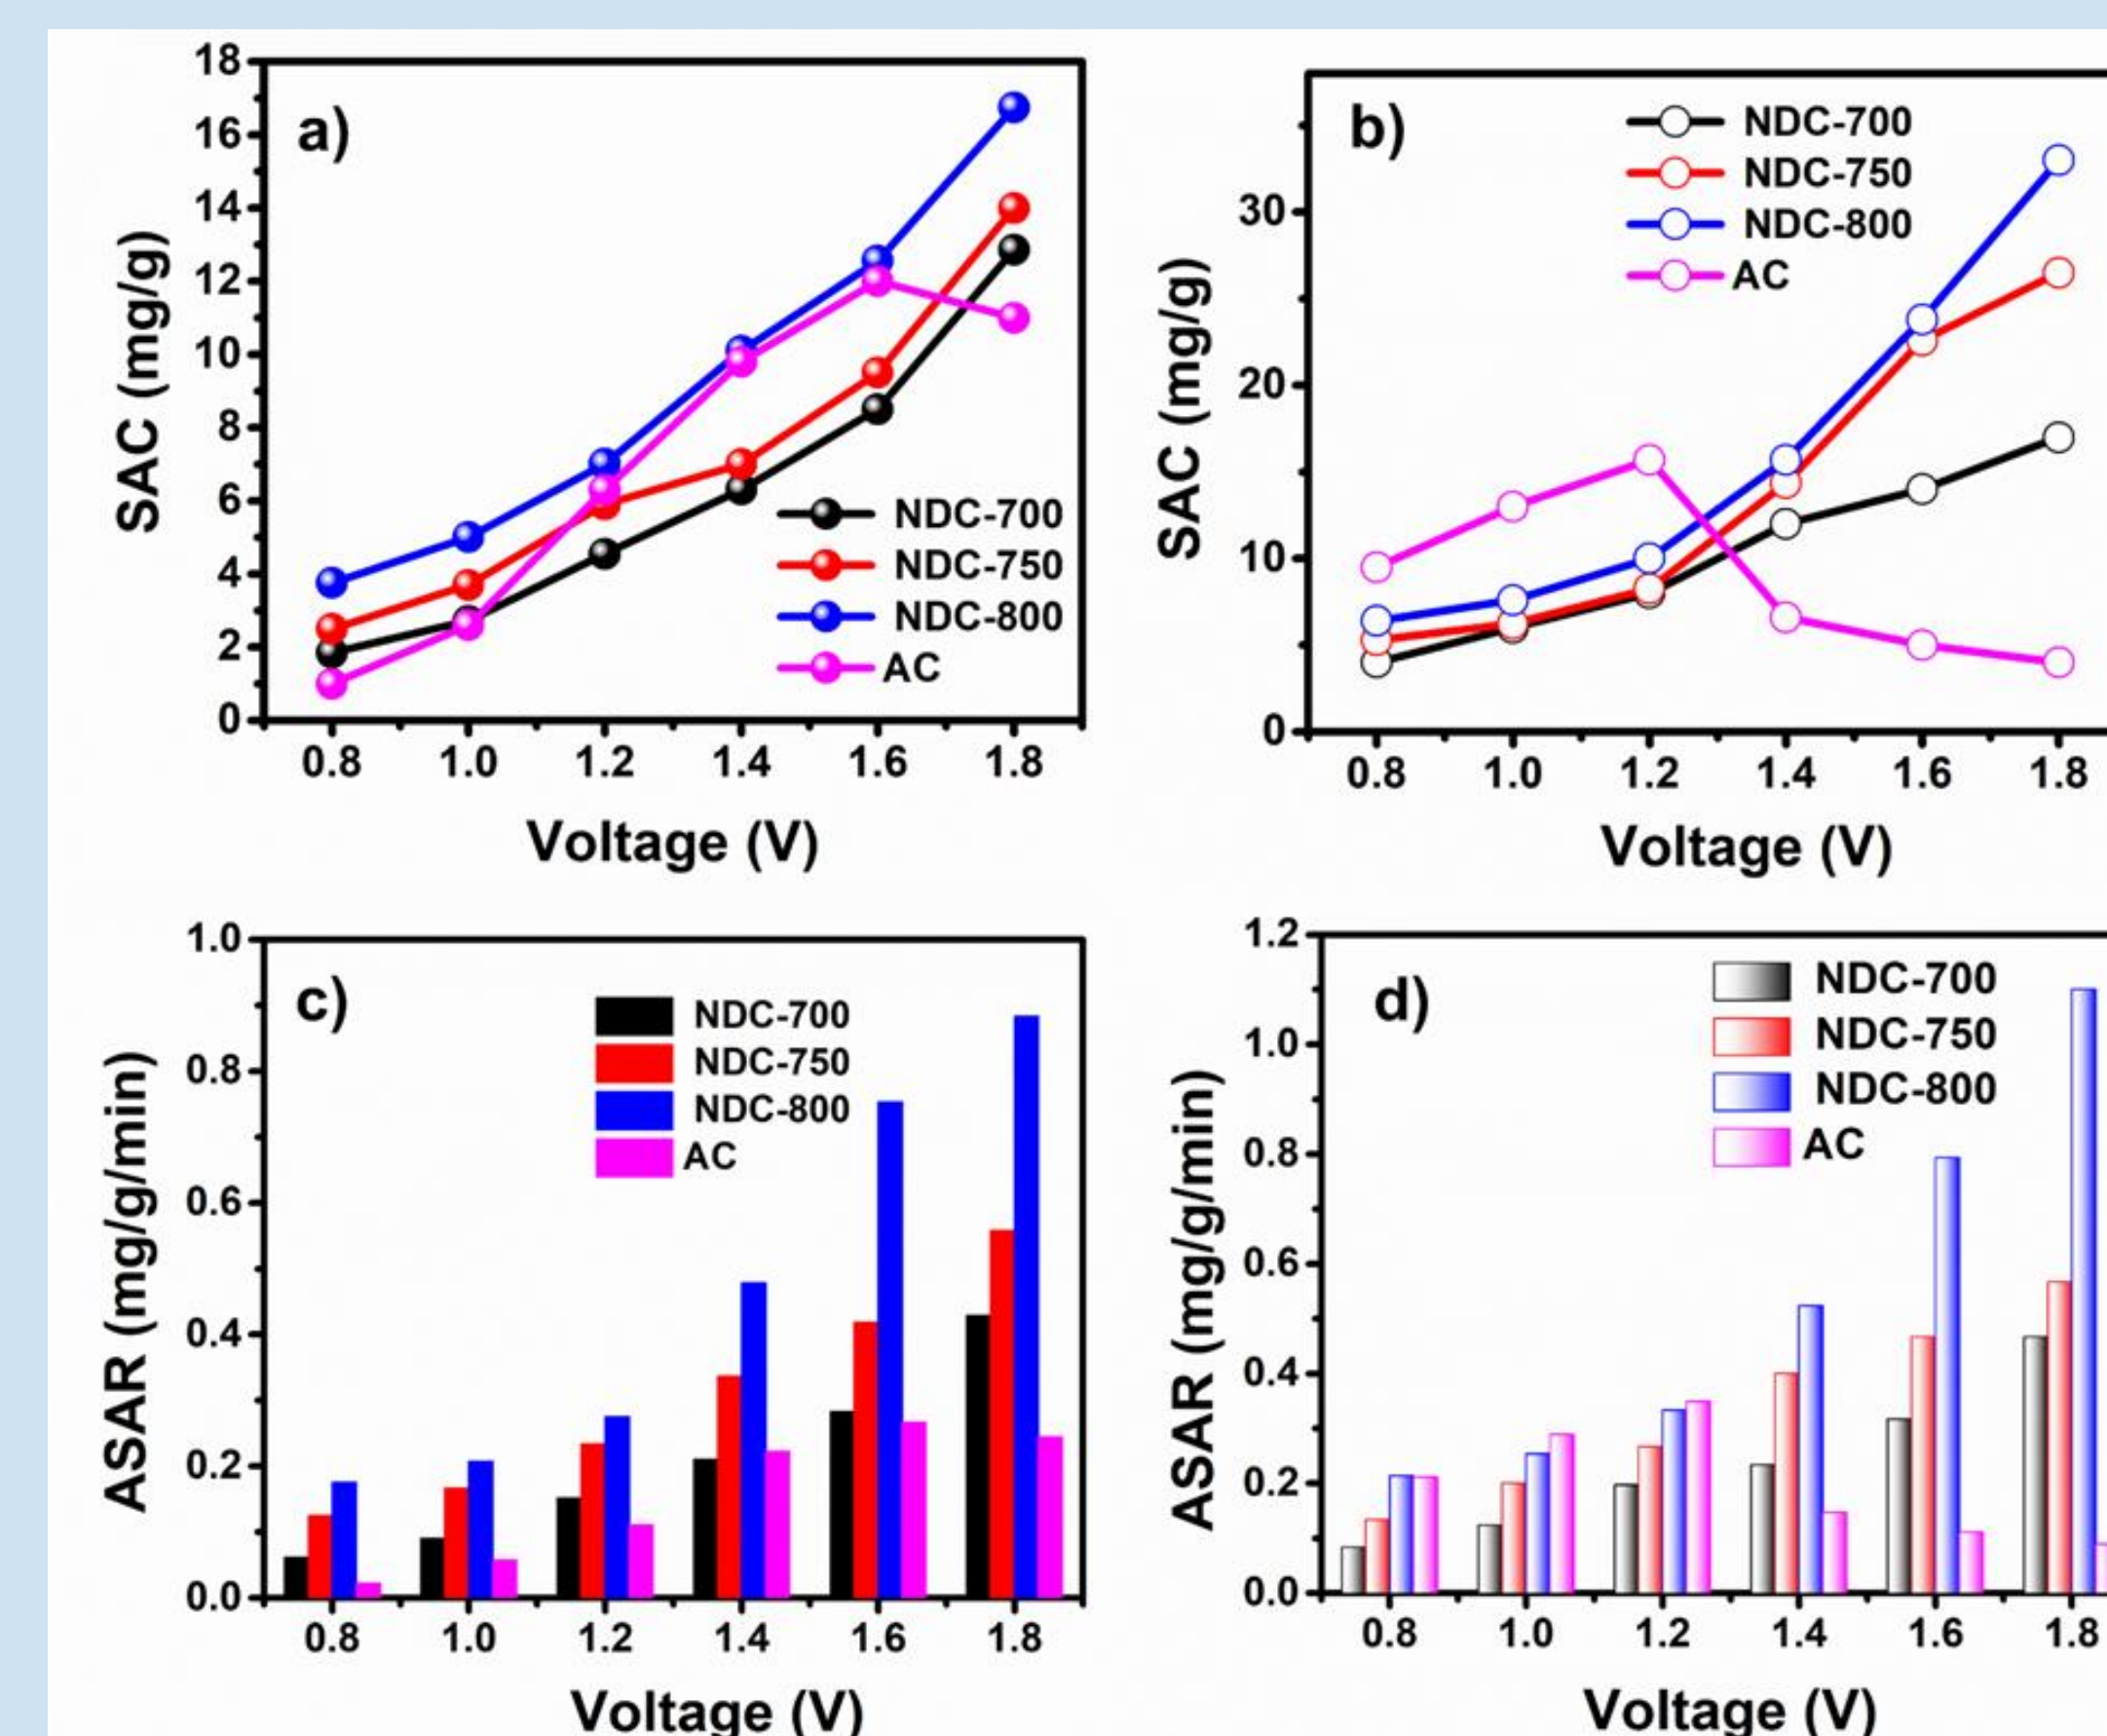 a)
SAC (mg/g)
18
16
14
12
10
8
6
4
2
0
NDC-700
NDC-750
NDC-800
AC
0.8 1.0 1.2 1.4 1.6 1.8
Voltage (V)
b)
SAC (mg/g)
30
20
10
0
NDC-700
NDC-750
NDC-800
AC
0.8 1.0 1.2 1.4 1.6 1.8
Voltage (V)
c)
ASAR (mg/g/min)
1.0
0.8
0.6
0.4
0.2
0.0
NDC-700
NDC-750
NDC-800
AC
0.8 1.0 1.2 1.4 1.6 1.8
Voltage (V)
d)
ASAR (mg/g/min)
1.2
1.0
0.8
0.6
0.4
0.2
0.0
NDC-700
NDC-750
NDC-800
AC
0.8 1.0 1.2 1.4 1.6 1.8
Voltage (V)